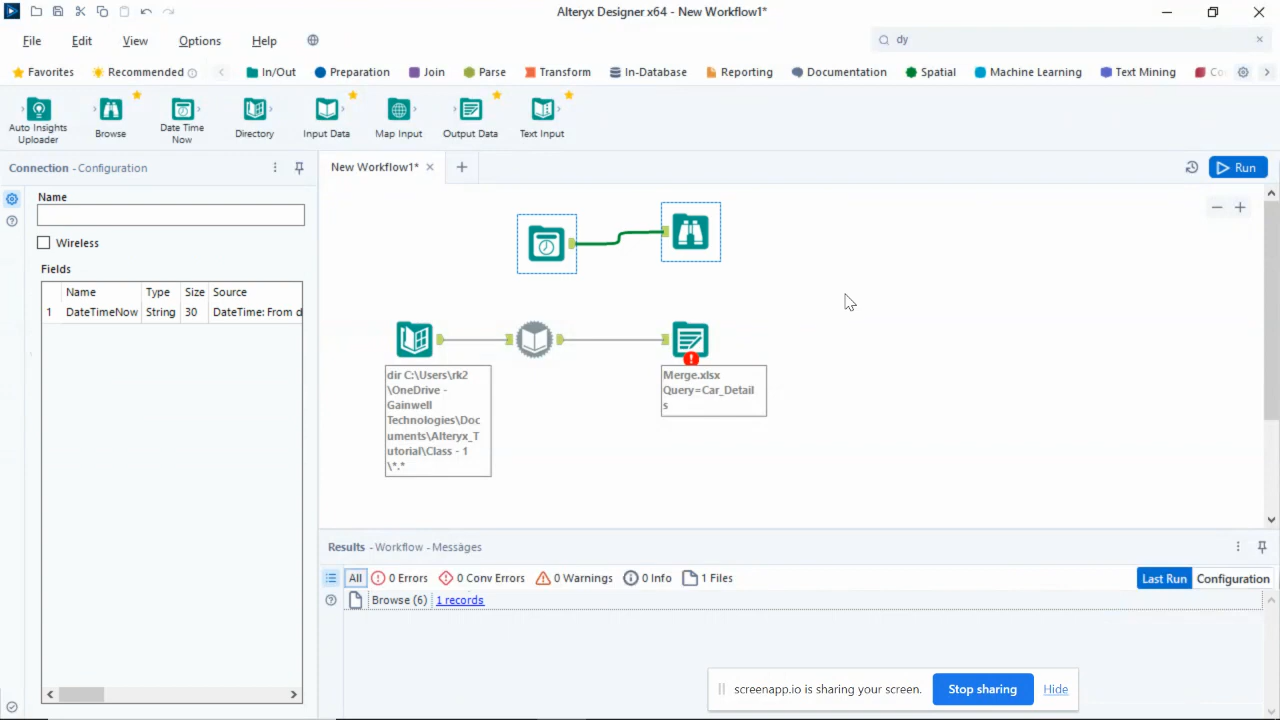 Alteryx Designer x64 - New Workflow1*
File Edit View Options Help
dy
Favorites Recommended In/Out Preparation Join Parse Transform In-Database Reporting Documentation Spatial Machine Learning Text Mining Co
Auto Insights Uploader
Browse
Date Time Now
Directory
Input Data
Map Input
Output Data
Text Input
Connection - Configuration
New Workflow1*
Run
Name
Wireless
Fields
Name Type Size Source
1 DateTimeNow String 30 DateTime: From d
dir C:\Users\rk2
\OneDrive -
Gainwell
Technologies\Doc
uments\Alteryx_T
utorial\Class - 1
\*.*
Merge.xlsx
Query=Car_Detail
s
Results - Workflow - Messages
All 0 Errors 0 Conv Errors 0 Warnings 0 Info 1 Files
Last Run Configuration
Browse (6) 1 records
screenapp.io is sharing your screen. Stop sharing Hide